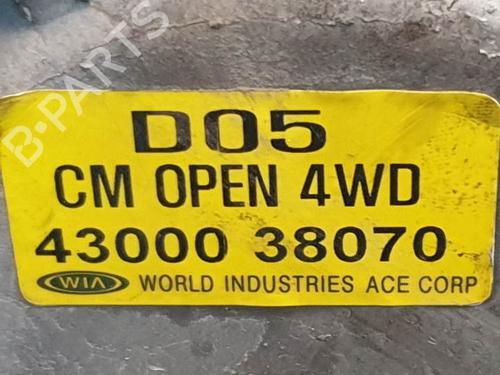 B-PARTS
D05
CM OPEN 4WD
43000 38070
WIA WORLD INDUSTRIES ACE CORP